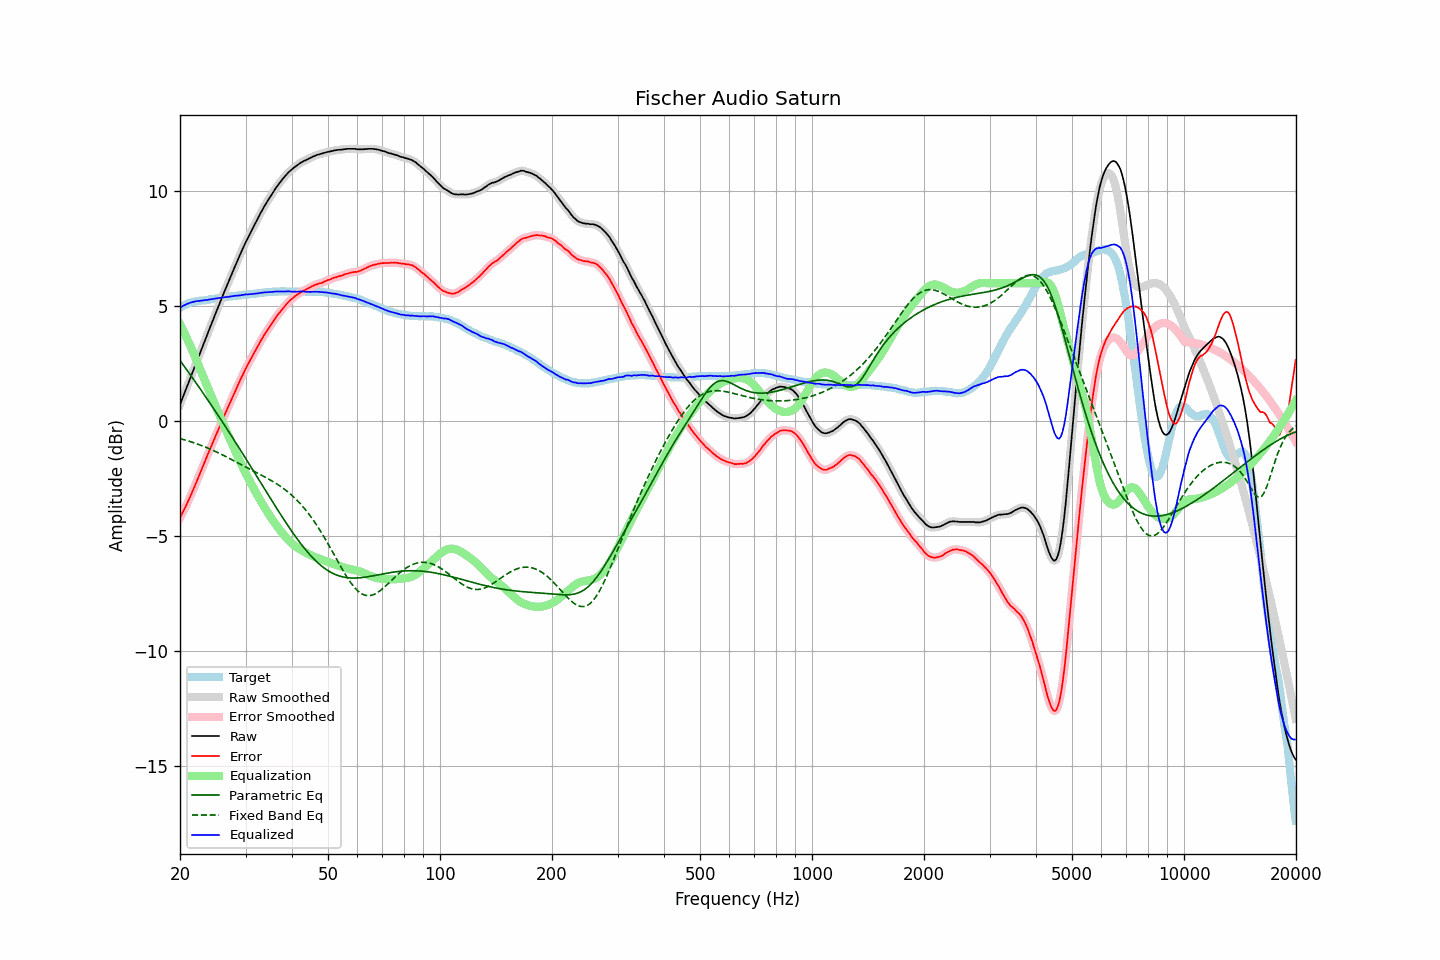 Fischer Audio Saturn
Amplitude (dBr)
10
5
0
−5
−10
−15
Target
Raw Smoothed
Error Smoothed
Raw
Error
Equalization
Parametric Eq
Fixed Band Eq
Equalized
20 50 100 200 500 1000 2000 5000 10000 20000
Frequency (Hz)